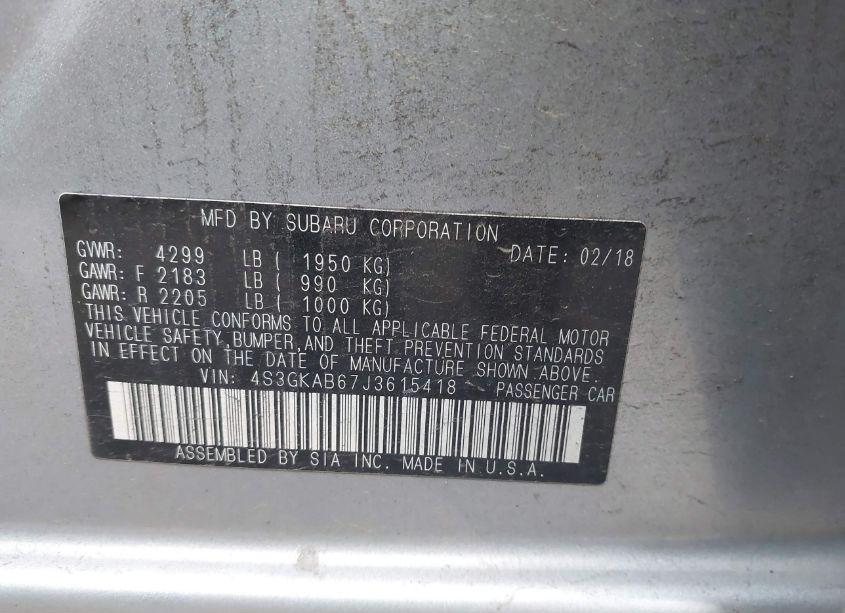 MFD BY SUBARU CORPORATION
GVWR: 4299 LB ( 1950 KG) DATE: 02/18
GAWR: F 2183 LB ( 990 KG)
GAWR: R 2205 LB ( 1000 KG)
THIS VEHICLE CONFORMS TO ALL APPLICABLE FEDERAL MOTOR
VEHICLE SAFETY, BUMPER, AND THEFT PREVENTION STANDARDS
IN EFFECT ON THE DATE OF MANUFACTURE SHOWN ABOVE.
VIN: 4S3GKAB67J3615418 PASSENGER CAR
ASSEMBLED BY SIA INC. MADE IN U.S.A.